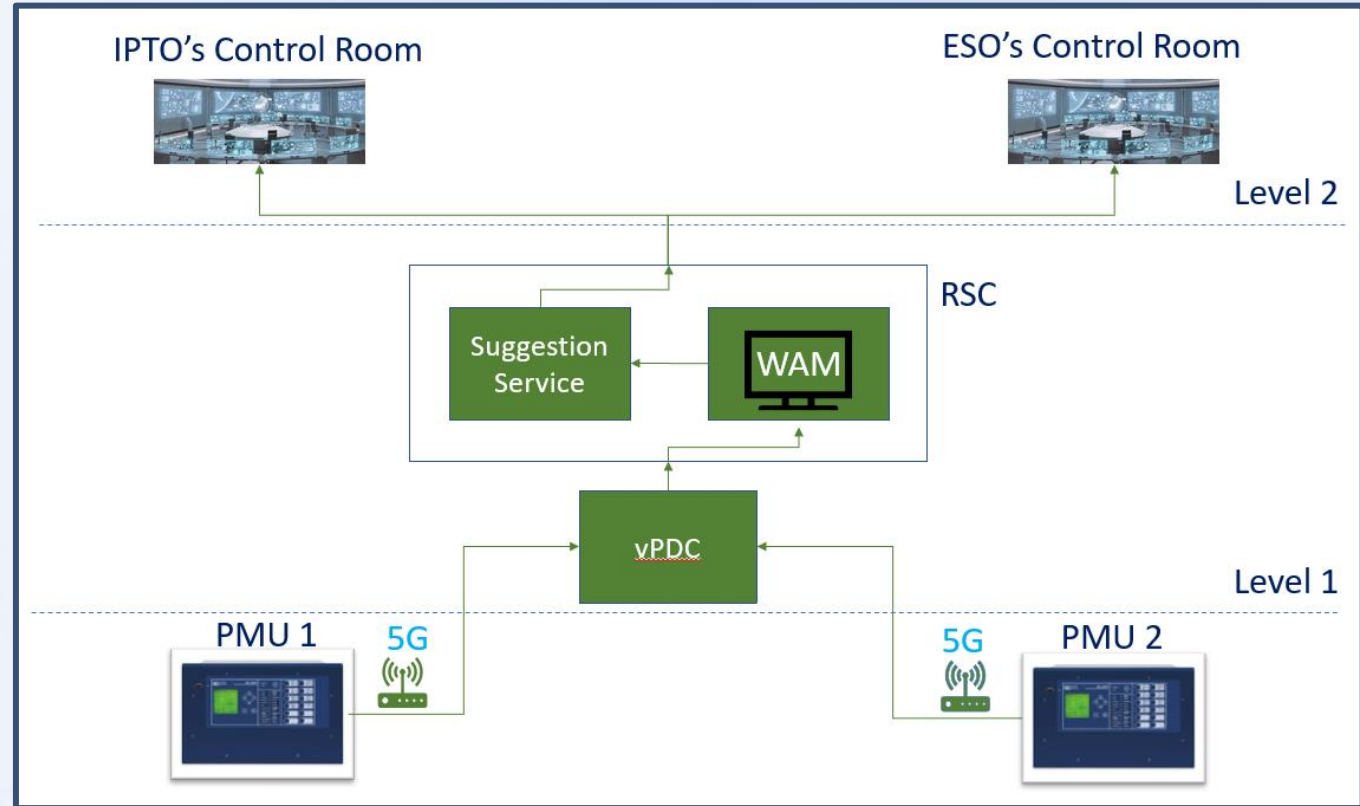 IPTO’s Control Room
ESO’s Control Room
Level 2
RSC
Suggestion
Service
WAM
vPDC
Level 1
PMU 1
5G
5G
PMU 2